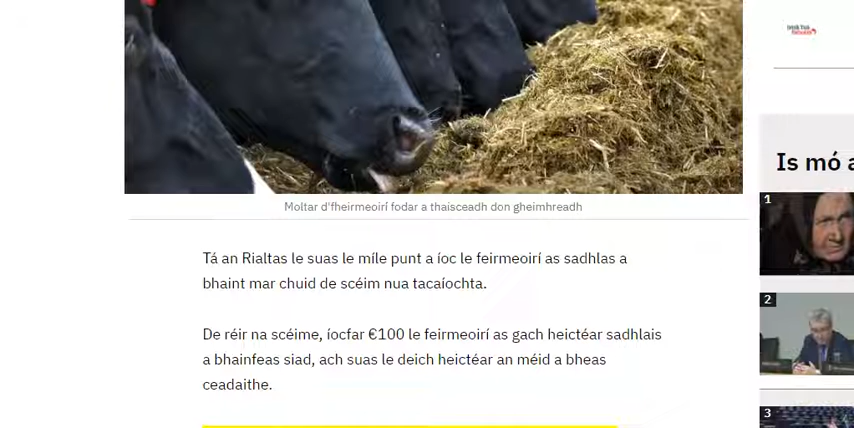 Moltar d'fheirmeoirí fodar a thaisceadh don gheimhreadh
Tá an Rialtas le suas le míle punt a íoc le feirmeoirí as sadhlas a
bhaint mar chuid de scéim nua tacaíochta.
De réir na scéime, íocfar €100 le feirmeoirí as gach heictéar sadhlais
a bhainfeas siad, ach suas le deich heictéar an méid a bheas
ceadaithe.
Is mó a
1
2
3